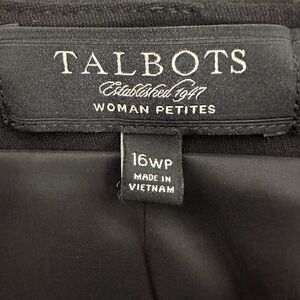 TALBOTS
Established 1947
WOMAN PETITES
16WP
MADE IN
VIETNAM